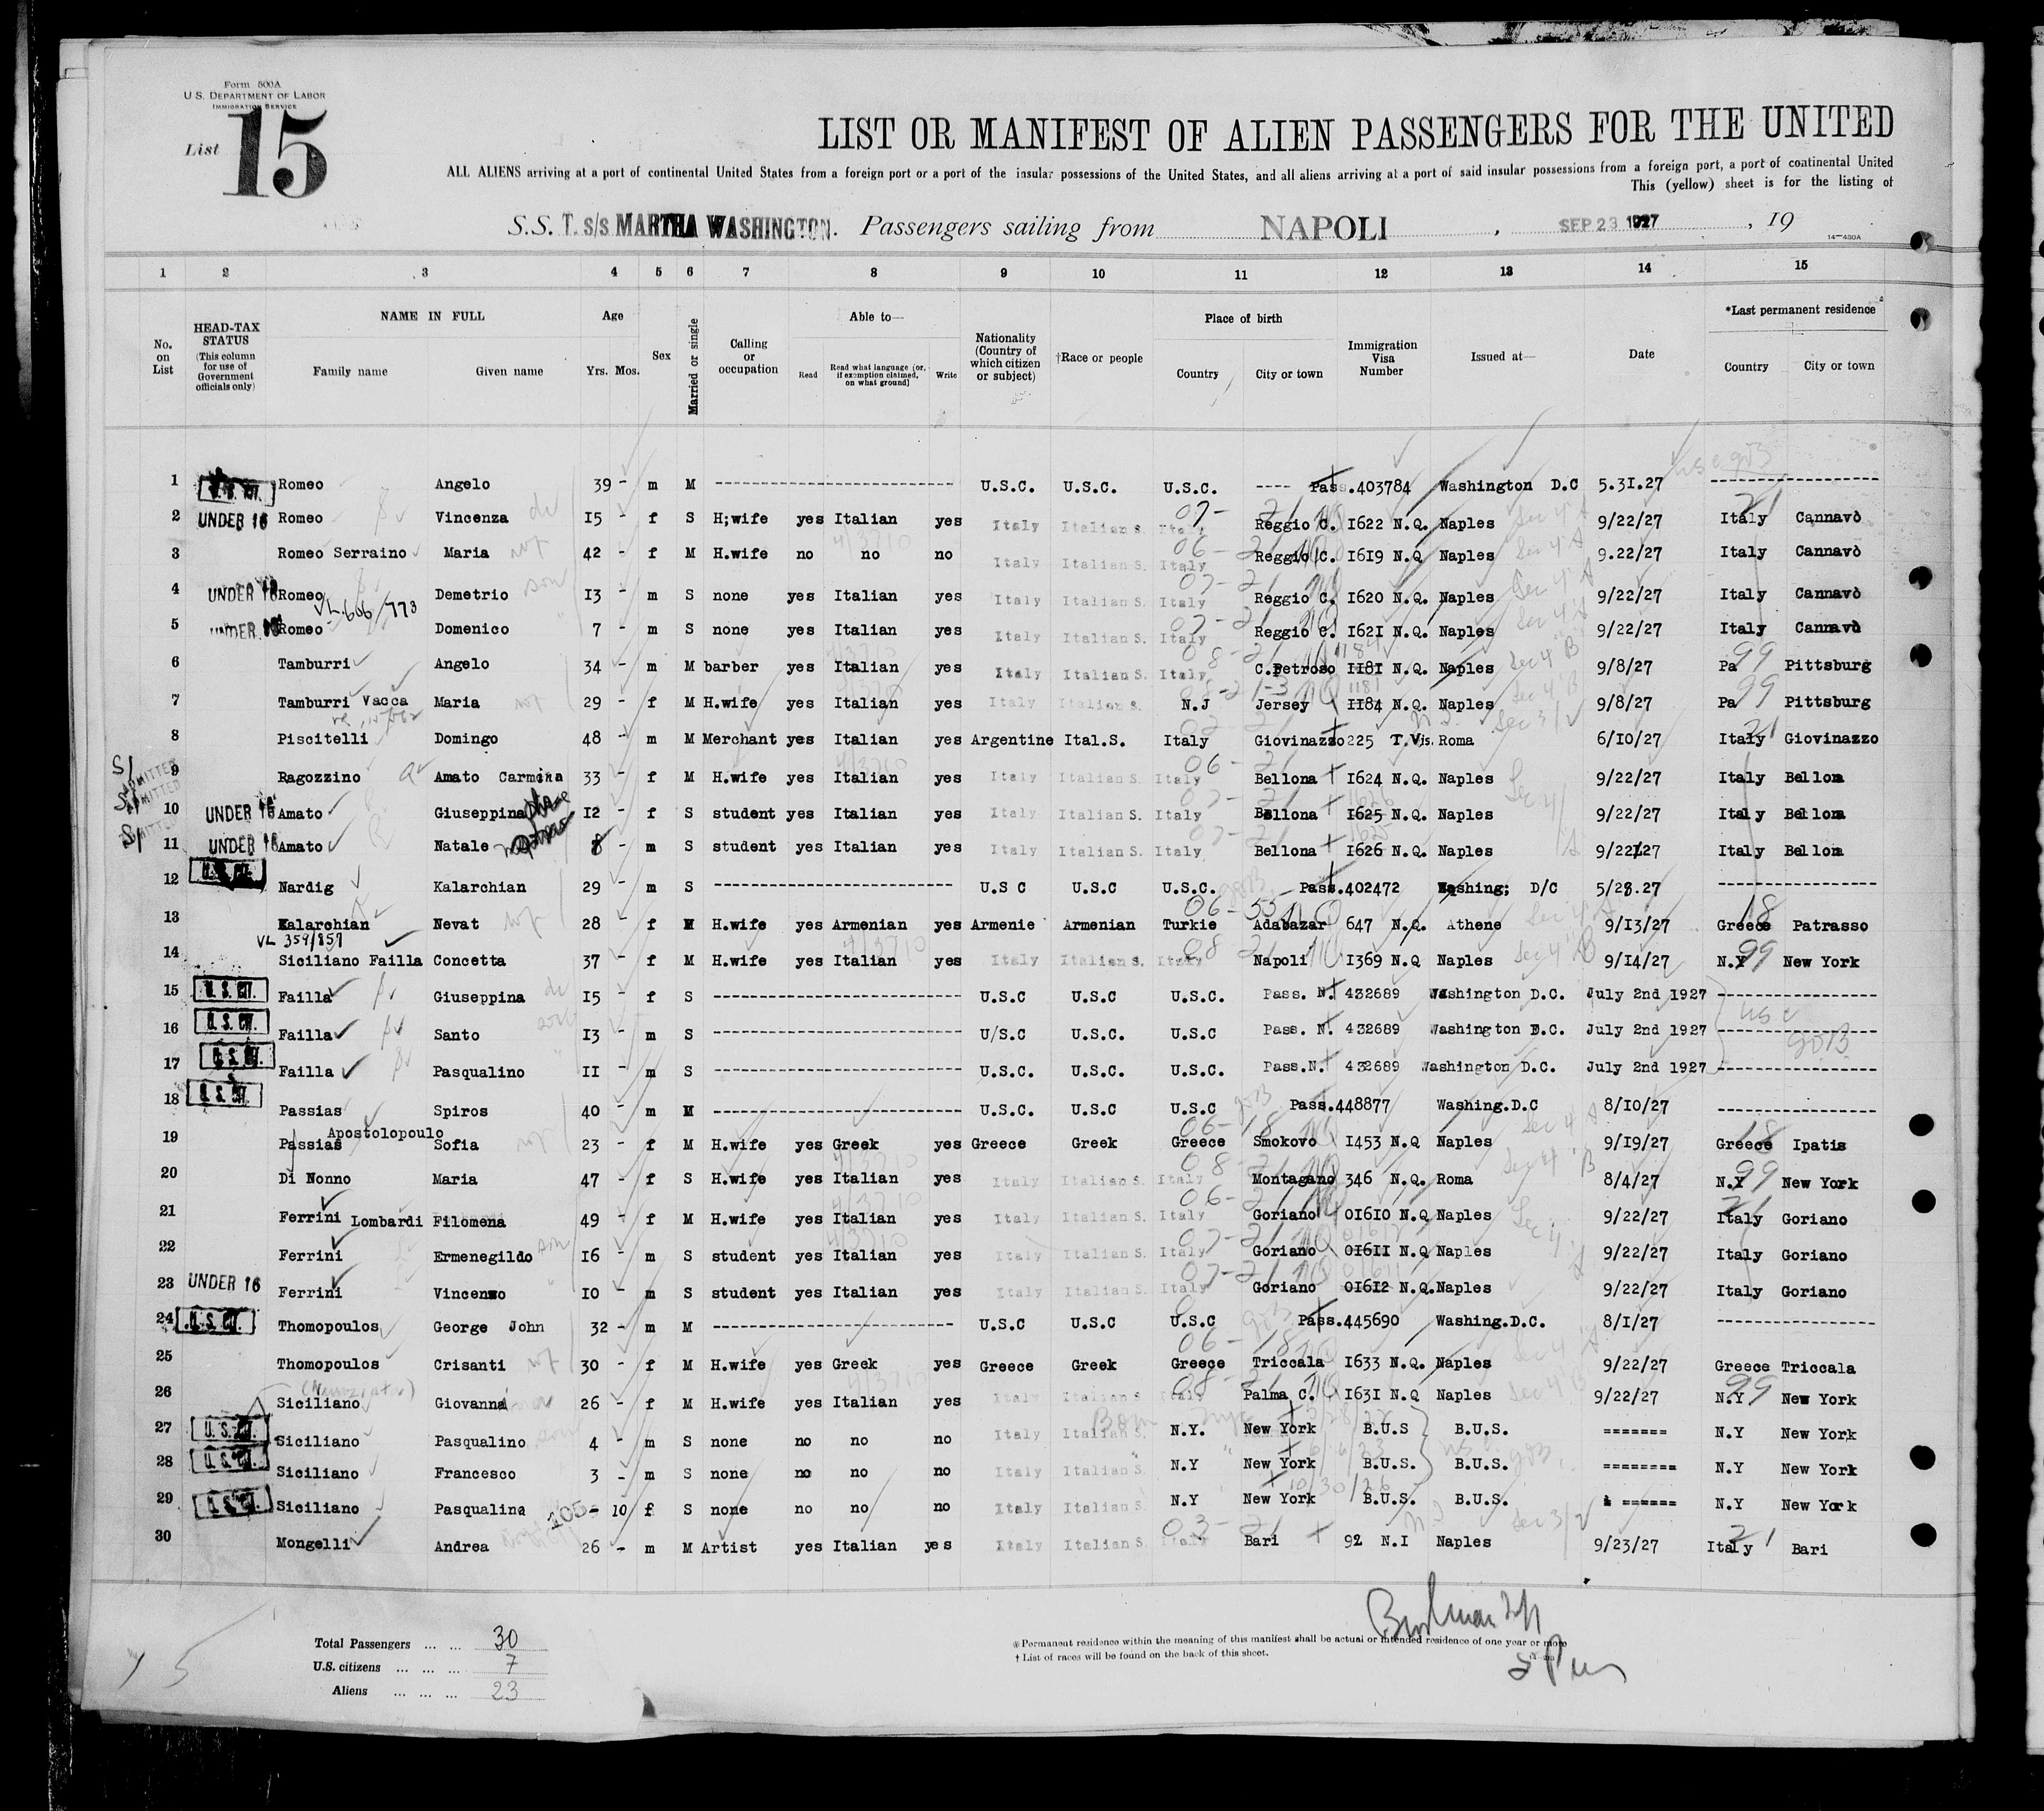 Form 500A
U.S. DEPARTMENT OF LABOR
IMMIGRATION SERVICE
List 15
LIST OR MANIFEST OF ALIEN PASSENGERS FOR THE UNITED
ALL ALIENS arriving at a port of continental United States from a foreign port or a port of the insular possessions of the United States, and all aliens arriving at a port of said insular possessions from a foreign port, a port of continental United
This (yellow) sheet is for the listing of
S.S. T. s/s MARTHA WASHINGTON. Passengers sailing from NAPOLI, SEP 23 1927, 19
14-430A
1 2 3 4 5 6 7 8 9 10 11 12 13 14 15
No. on List
HEAD-TAX STATUS (This column for use of Government officials only)
NAME IN FULL Family name Given name
Age Yrs. Mos.
Sex
Married or single
Calling or occupation
Able to— Read Read what language (or, if exemption claimed, on what ground) Write
Nationality (Country of which citizen or subject)
†Race or people
Place of birth Country City or town
Immigration Visa Number
Issued at—
Date
*Last permanent residence Country City or town
1 U.S. CIT. Romeo Angelo 39 - m M U.S.C. U.S.C. U.S.C. ---- Pass.403784 Washington D.C 5.31.27
2 UNDER 16 Romeo Vincenza 15 - f S H;wife yes Italian yes Italy Italian S. Italy Reggio C. 1622 N.Q. Naples 9/22/27 Italy Cannavò
3 Romeo Serraino Maria 42 - f M H.wife no no no Italy Italian S. Italy Reggio C. 1619 N.Q Naples 9.22/27 Italy Cannavò
4 UNDER 16 Romeo Demetrio 13 - m S none yes Italian yes Italy Italian S. Italy Reggio C. 1620 N.Q. Naples 9/22/27 Italy Cannavò
VL 606/773
5 UNDER 16 Romeo Domenico 7 - m S none yes Italian yes Italy Italian S. Italy Reggio C. 1621 N.Q. Naples 9/22/27 Italy Cannavò
6 Tamburri Angelo 34 - m M barber yes Italian yes Italy Italian S. Italy C.petroso 1184 1181 N.Q. Naples 9/8/27 Pa 99 Pittsburg
7 Tamburri Vacca Maria 29 - f M H.wife yes Italian yes Italy Italian S. N.J Jersey 1181 1184 N.Q. Naples 9/8/27 Pa 99 Pittsburg
8 Piscitelli Domingo 48 - m M Merchant yes Italian yes Argentine Ital.S. Italy Giovinazzo 225 T.Vis. Roma 6/10/27 Italy Giovinazzo
9 Ragozzino Amato Carmina 33 - f M H.wife yes Italian yes Italy Italian S. Italy Bellona 1624 N.Q. Naples 9/22/27 Italy Bellona
10 UNDER 16 Amato Giuseppina 12 - f S student yes Italian yes Italy Italian S. Italy Bellona 1626 1625 N.Q. Naples 9/22/27 Italy Bellona
11 UNDER 16 Amato Natale 8 - m S student yes Italian yes Italy Italian S. Italy Bellona 1625 1626 N.Q. Naples 9/22/27 Italy Bellona
12 U.S. CIT. Nardig Kalarchian 29 - m S U.S C U.S.C U.S.C. Pass.402472 Washing; D/C 5/28.27
13 Kalarchian Nevat 28 - f M H.wife yes Armenian yes Armenie Armenian Turkie Adabazar 647 N.Q. Athene 9/13/27 Greece 18 Patrasso
VL 359/857
14 Siciliano Failla Concetta 37 - f M H.wife yes Italian yes Italy Italian S. Italy Napoli 1369 N.Q Naples 9/14/27 N.Y 99 New York
15 U.S. CIT. Failla Giuseppina 15 - f S U.S.C U.S.C U.S.C. Pass. N. 432689 Washington D.C. July 2nd 1927
16 U.S. CIT. Failla Santo 13 - m S U/S.C U.S.C U.S.C Pass. N. 432689 Washington D.C. July 2nd 1927
17 U.S. CIT. Failla Pasqualino 11 - m S U.S.C. U.S.C. U.S.C. Pass.N. 432689 Washington D.C. July 2nd 1927
18 U.S. CIT. Passias Spiros 40 - m M U.S.C. U.S.C U.S.C Pass.448877 Washing.D.C 8/10/27
19 Passias Apostolopoulo Sofia 23 - f M H.wife yes Greek yes Greece Greek Greece Smokovo 1453 N.Q Naples 9/19/27 Greece 18 Ipatis
20 Di Nonno Maria 47 - f S H.wife yes Italian yes Italy Italian S. Italy Montagano 346 N.Q. Roma 8/4/27 N.Y 99 New York
21 Ferrini Lombardi Filomena 49 - f M H.wife yes Italian yes Italy Italian S. Italy Goriano 01610 N.Q Naples 9/22/27 Italy Goriano
22 Ferrini Ermenegildo 16 - m S student yes Italian yes Italy Italian S. Italy Goriano 01611 N.Q Naples 9/22/27 Italy Goriano
23 UNDER 16 Ferrini Vincenzo 10 - m S student yes Italian yes Italy Italian S. Italy Goriano 01612 N.Q. Naples 9/22/27 Italy Goriano
24 U.S. CIT. Thomopoulos George John 32 - m M U.S.C U.S.C U.S.C Pass.445690 Washing.D.C. 8/1/27
25 Thomopoulos Crisanti 30 - f M H.wife yes Greek yes Greece Greek Greece Triccala 1633 N.Q. Naples 9/22/27 Greece Triccala
26 Siciliano Giovanna 26 - f M H.wife yes Italian yes Italy Italian S Italy Palma C. 1631 N.Q Naples 9/22/27 N.Y 99 New York
27 U.S. CIT. Siciliano Pasqualino 4 - m S none no no no Italy Italian S. N.Y. New York B.U.S B.U.S. ======= N.Y New York
28 U.S. CIT. Siciliano Francesco 3 - m S none no no no Italy Italian S. N.Y New York B.U.S. B.U.S. ======== N.Y New York
29 U.S. CIT. Siciliano Pasqualina - 10 f S none no no no Italy Italian S. N.Y New York 10/30/26 B.U.S. B.U.S. ====== N.Y New York
30 Mongelli Andrea 26 - m M Artist yes Italian yes Italy Italian S. Italy Bari 92 N.I Naples 9/23/27 Italy Bari
Total Passengers ... ... 30
U.S. citizens ... ... ... 7
Aliens ... ... ... 23
15
* Permanent residence within the meaning of this manifest shall be actual or intended residence of one year or more
† List of races will be found on the back of this sheet.